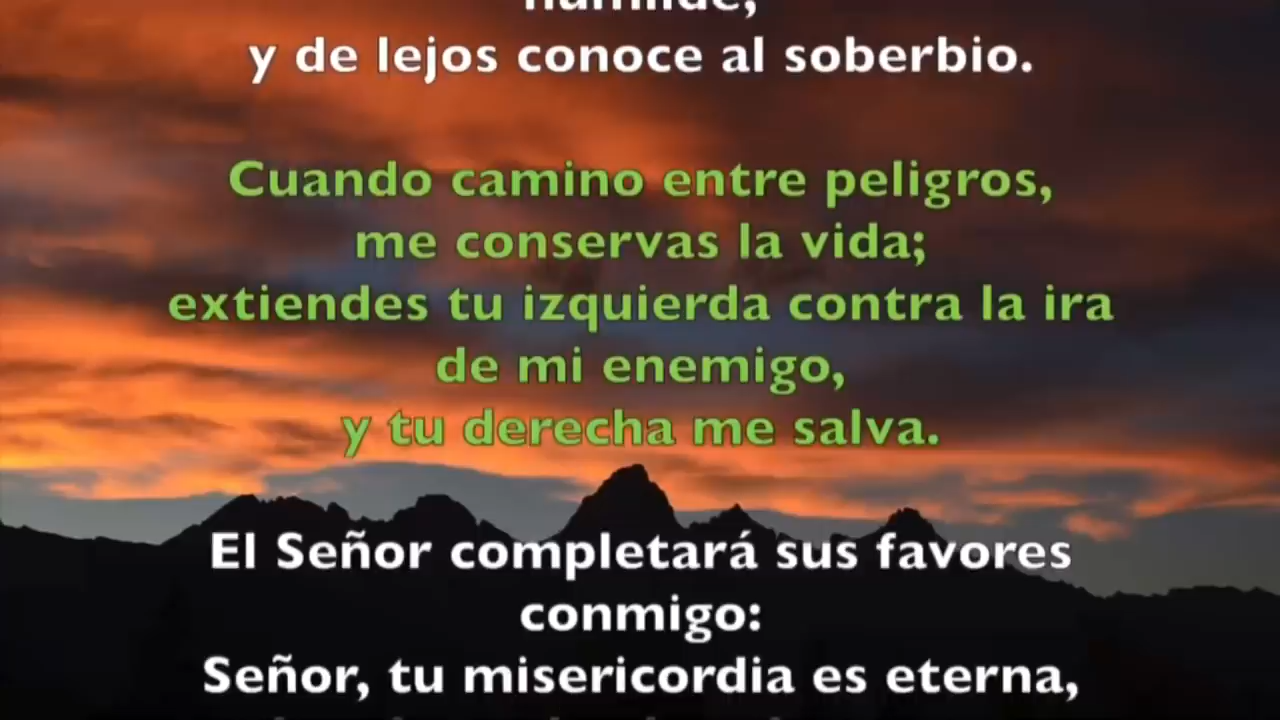 humilde,
y de lejos conoce al soberbio.
Cuando camino entre peligros,
me conservas la vida;
extiendes tu izquierda contra la ira
de mi enemigo,
y tu derecha me salva.
El Señor completará sus favores
conmigo:
Señor, tu misericordia es eterna,